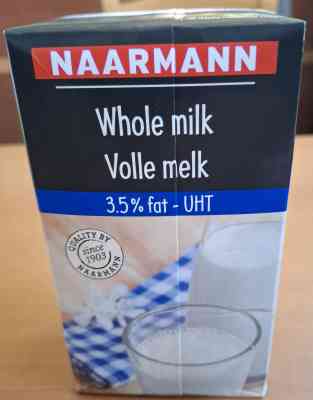 NAARMANN
Whole milk
Volle melk
3.5% fat - UHT
QUALITY BY
since
1903
NAARMANN